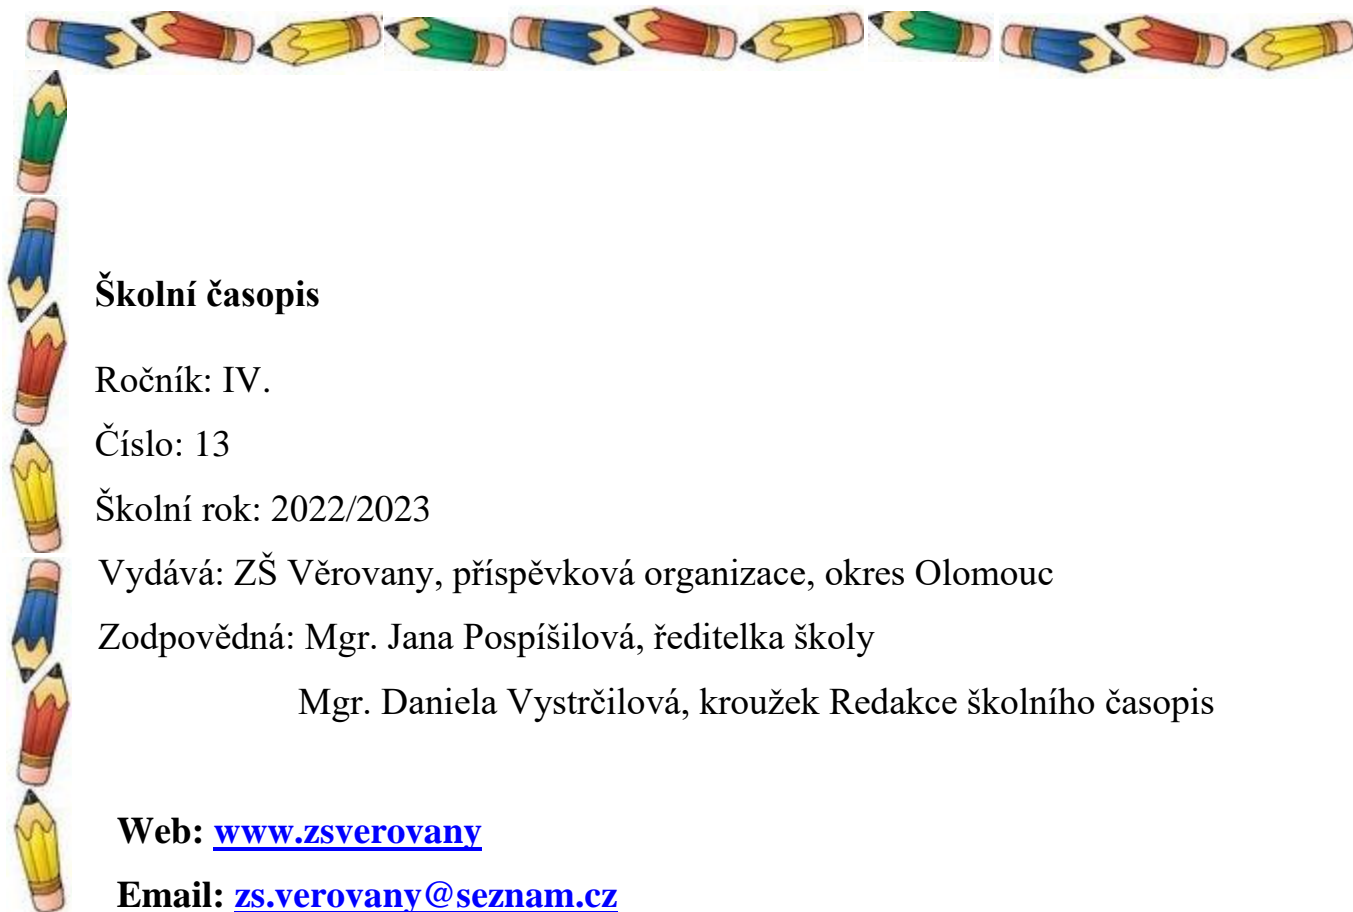 Školní časopis
Ročník: IV.
Číslo: 13
Školní rok: 2022/2023
Vydává: ZŠ Věrovany, příspěvková organizace, okres Olomouc
Zodpovědná: Mgr. Jana Pospíšilová, ředitelka školy
Mgr. Daniela Vystrčilová, kroužek Redakce školního časopis
Web: www.zsverovany
Email: zs.verovany@seznam.cz